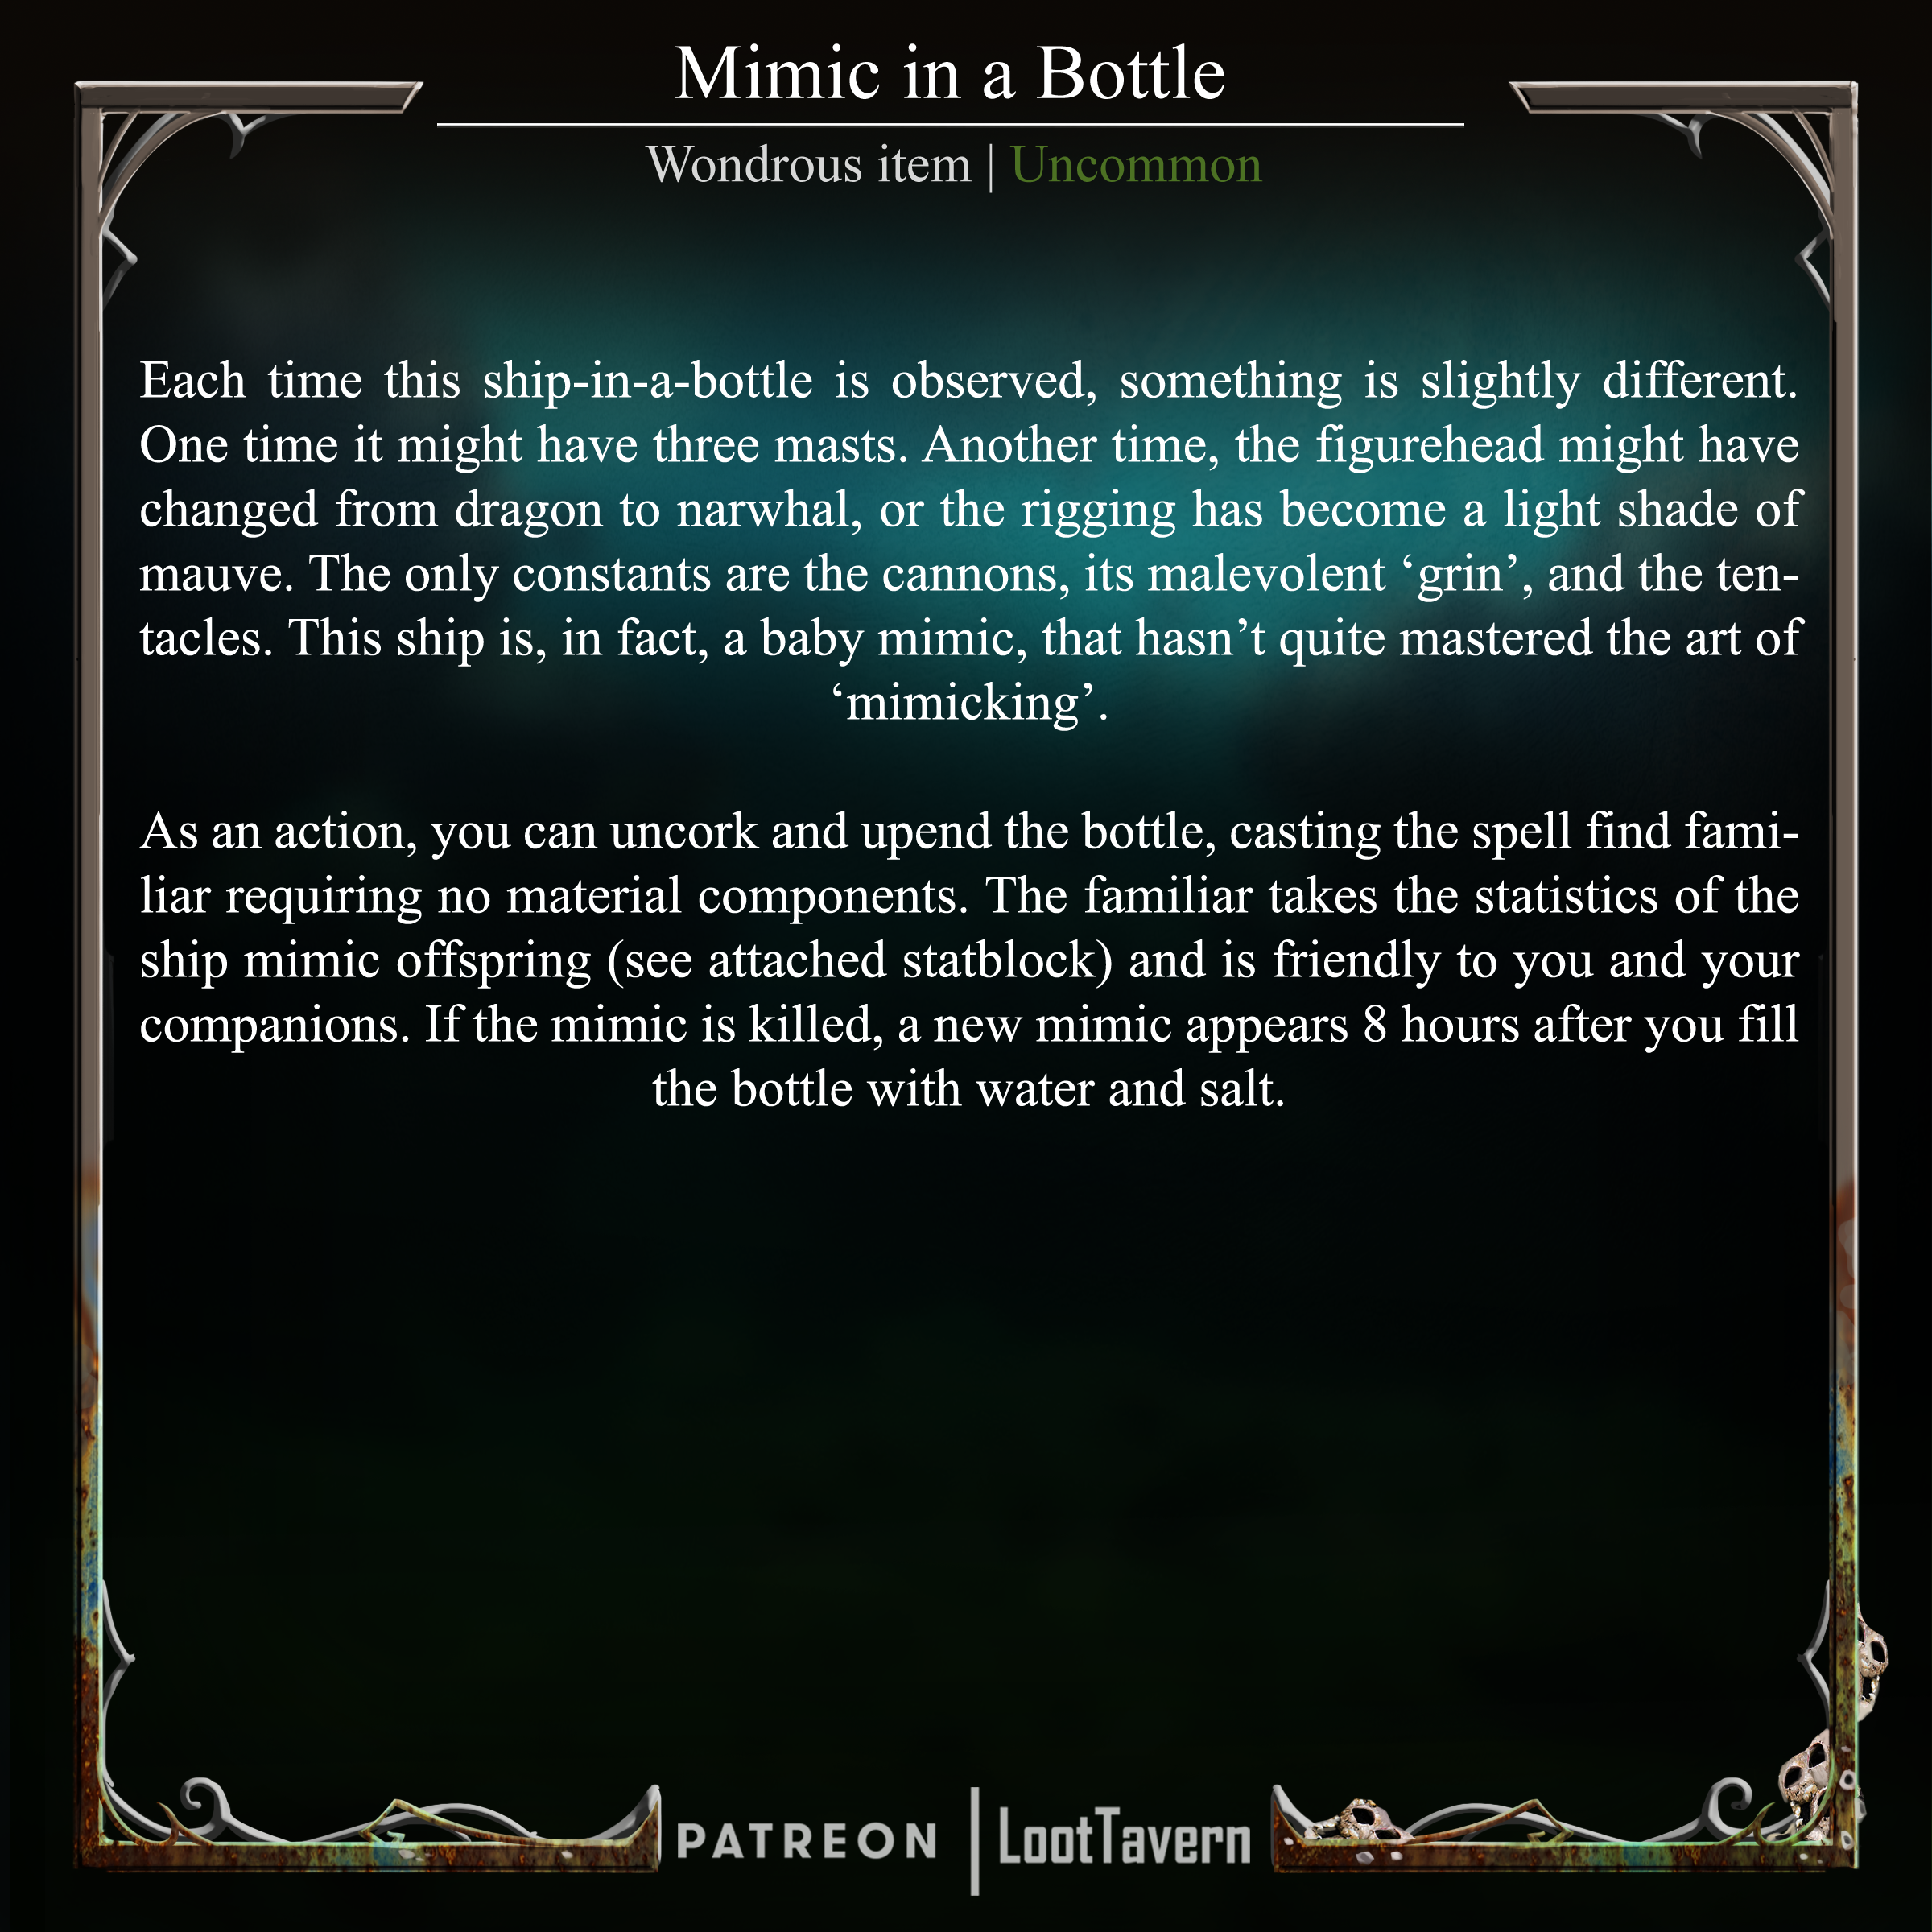 Mimic in a Bottle
Wondrous item | Uncommon
Each time this ship-in-a-bottle is observed, something is slightly different.
One time it might have three masts. Another time, the figurehead might have
changed from dragon to narwhal, or the rigging has become a light shade of
mauve. The only constants are the cannons, its malevolent ‘grin’, and the ten-
tacles. This ship is, in fact, a baby mimic, that hasn’t quite mastered the art of
‘mimicking’.
As an action, you can uncork and upend the bottle, casting the spell find fami-
liar requiring no material components. The familiar takes the statistics of the
ship mimic offspring (see attached statblock) and is friendly to you and your
companions. If the mimic is killed, a new mimic appears 8 hours after you fill
the bottle with water and salt.
PATREON | LootTavern